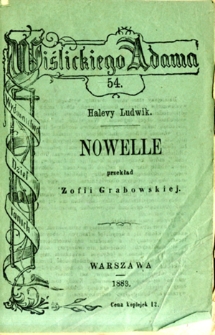 Wiślickiego Adama
54.
Halevy Ludwik.
NOWELLE
przekład
Zofii Grabowskiej.
WARSZAWA
1885.
Cena kopiejek 12.